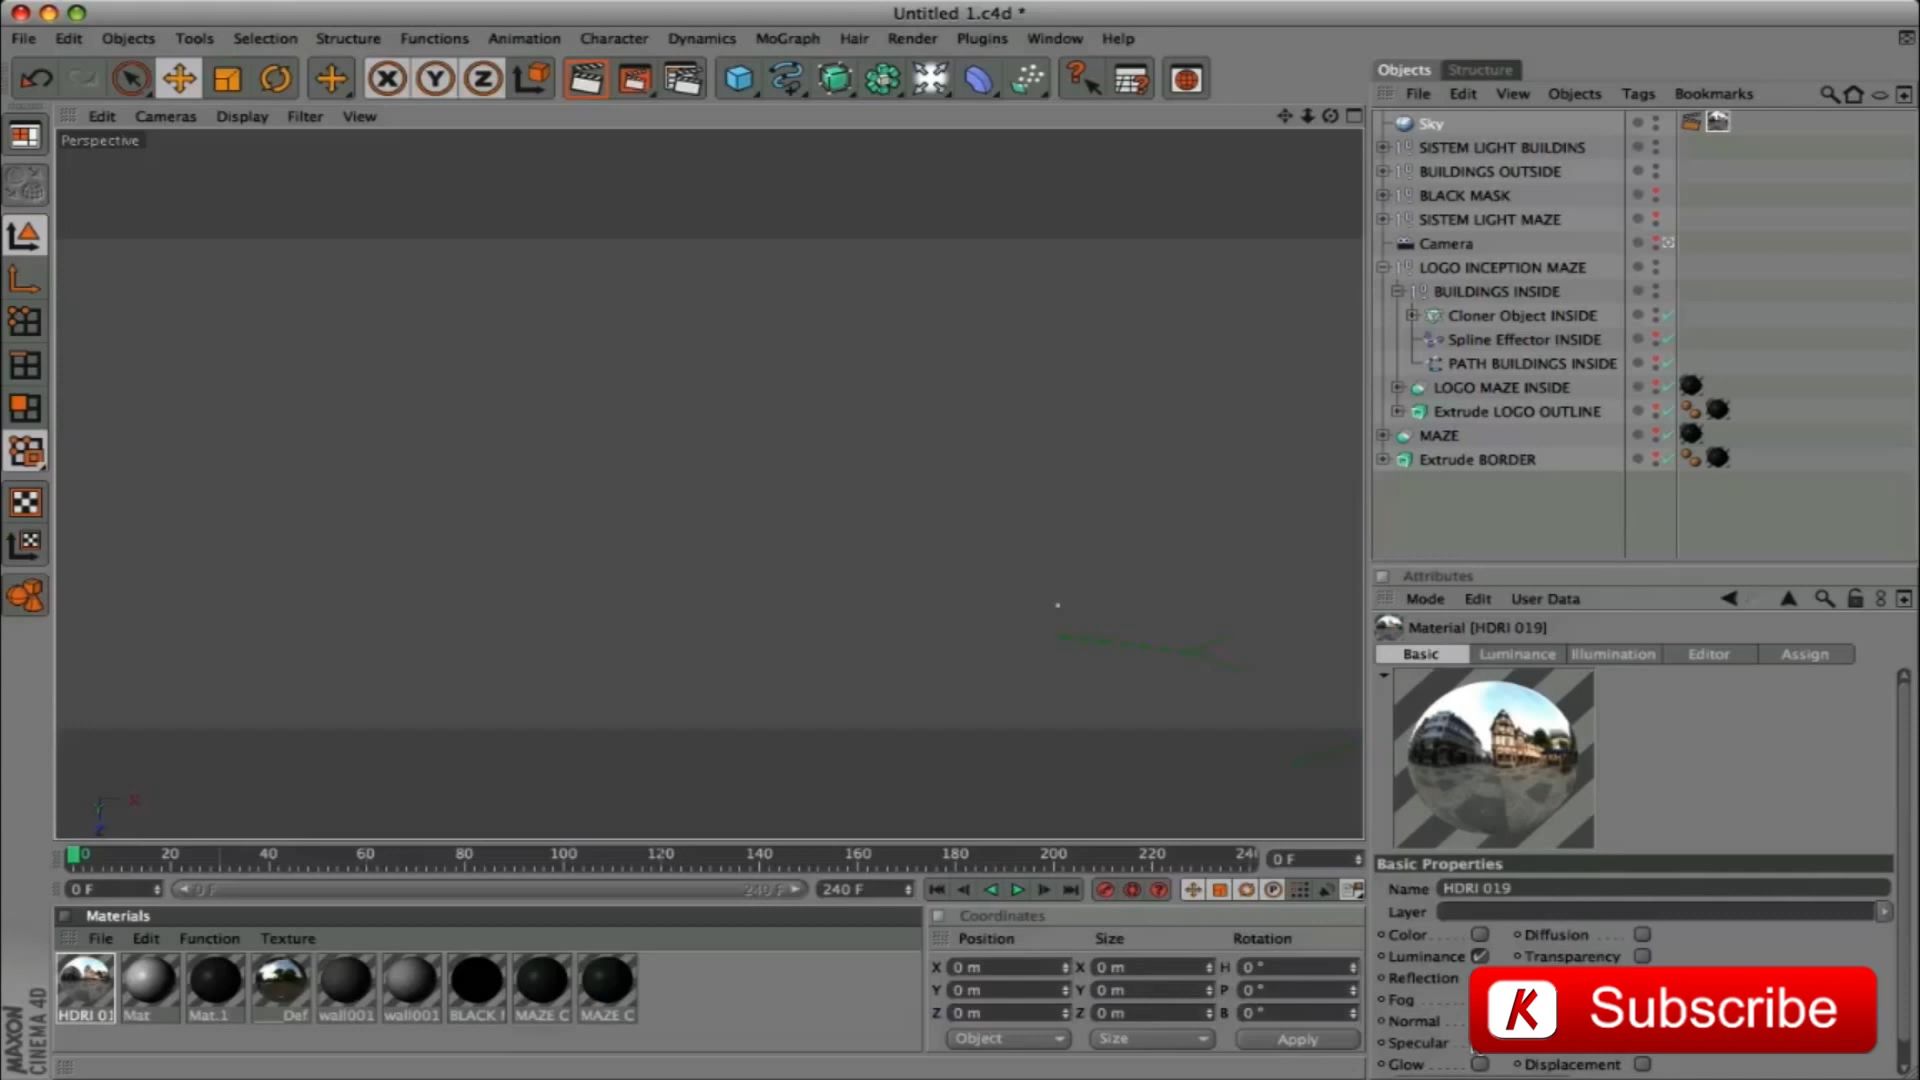 Untitled 1.c4d *
File Edit Objects Tools Selection Structure Functions Animation Character Dynamics MoGraph Hair Render Plugins Window Help
X Y Z
Objects Structure
File Edit View Objects Tags Bookmarks
Edit Cameras Display Filter View
Perspective
Sky
SISTEM LIGHT BUILDINS
BUILDINGS OUTSIDE
BLACK MASK
SISTEM LIGHT MAZE
Camera
LOGO INCEPTION MAZE
BUILDINGS INSIDE
Cloner Object INSIDE
Spline Effector INSIDE
PATH BUILDINGS INSIDE
LOGO MAZE INSIDE
Extrude LOGO OUTLINE
MAZE
Extrude BORDER
Attributes
Mode Edit User Data
Material [HDRI 019]
Basic Luminance Illumination Editor Assign
Basic Properties
Name HDRI 019
Layer
Color Diffusion
Luminance Transparency
Reflection
Fog
Normal
Specular
Glow Displacement
K Subscribe
X
Y
Z
0 20 40 60 80 100 120 140 160 180 200 220 24 0 F
0 F 0 F 240 F 240 F
Materials
File Edit Function Texture
HDRI 01 Mat Mat.1 ___Def wall001 wall001 BLACK MAZE C MAZE C
Coordinates
Position Size Rotation
X 0 m X 0 m H 0 °
Y 0 m Y 0 m P 0 °
Z 0 m Z 0 m B 0 °
Object Size Apply
MAXON
CINEMA 4D